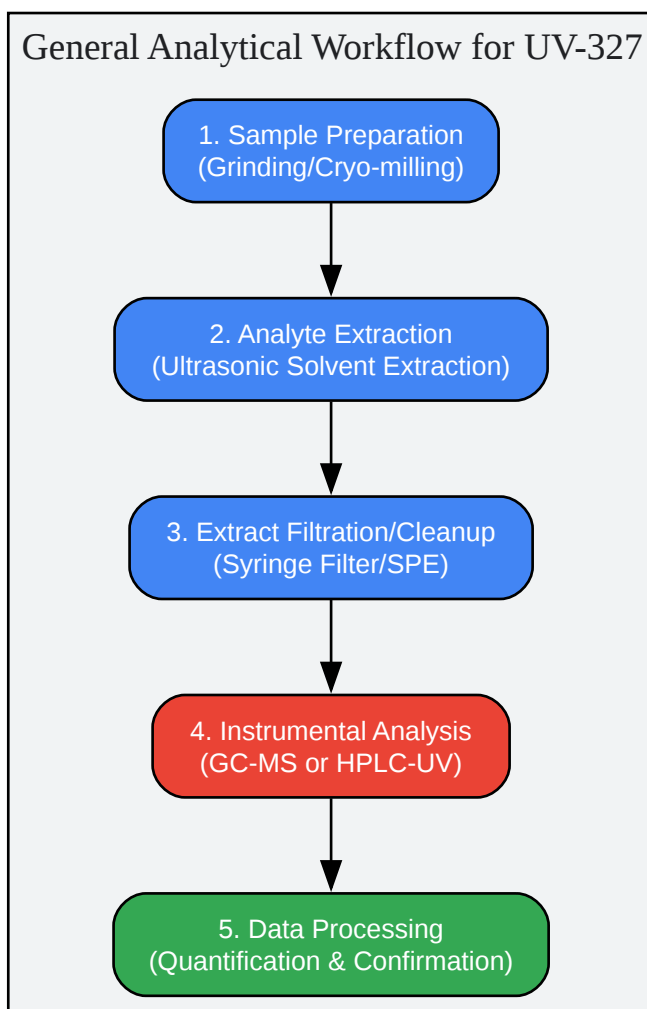 General Analytical Workflow for UV-327
1. Sample Preparation
(Grinding/Cryo-milling)
2. Analyte Extraction
(Ultrasonic Solvent Extraction)
3. Extract Filtration/Cleanup
(Syringe Filter/SPE)
4. Instrumental Analysis
(GC-MS or HPLC-UV)
5. Data Processing
(Quantification & Confirmation)